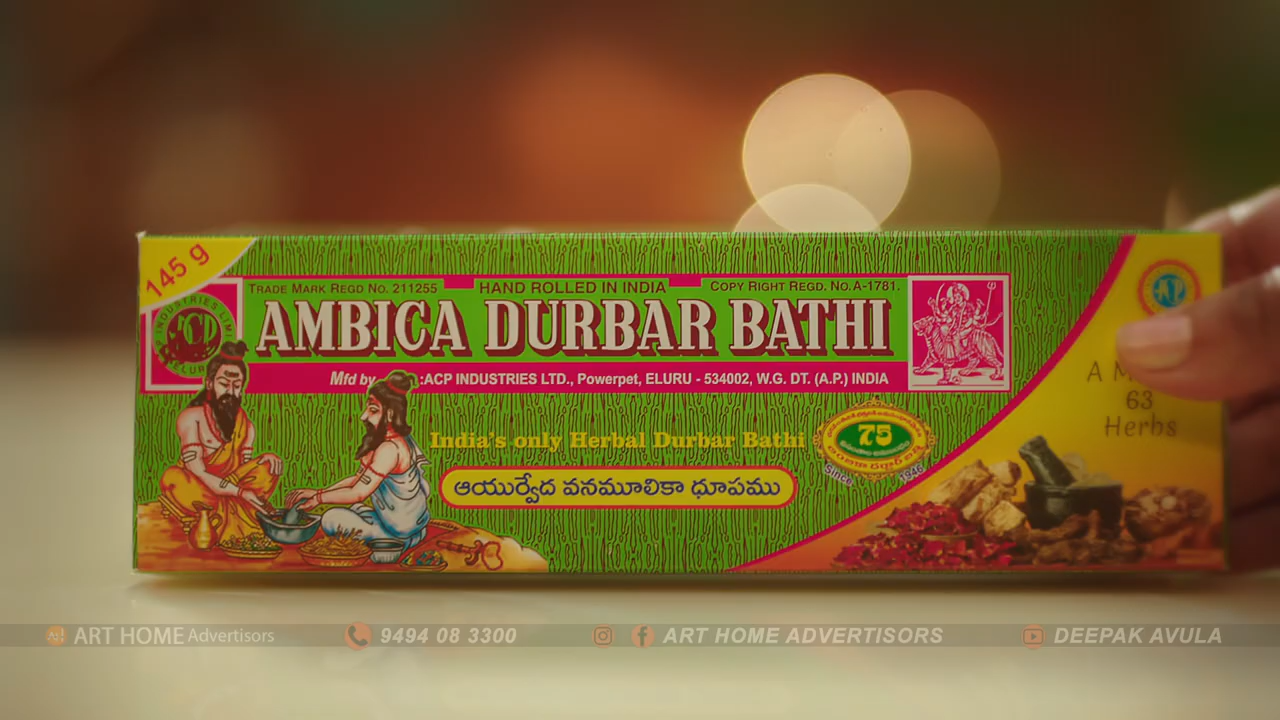 145 g
TRADE MARK REGD NO. 211255
HAND ROLLED IN INDIA
COPY RIGHT REGD. NO. A-1781.
AMBICA DURBAR BATHI
Mfd by :ACP INDUSTRIES LTD., Powerpet, ELURU - 534002, W.G. DT. (A.P.) INDIA
India's only Herbal Durbar Bathi
ఆయుర్వేద వనమూలికా ధూపము
75
Since 1946
63
Herbs
ART HOME Advertisors
9494 08 3300
ART HOME ADVERTISORS
DEEPAK AVULA